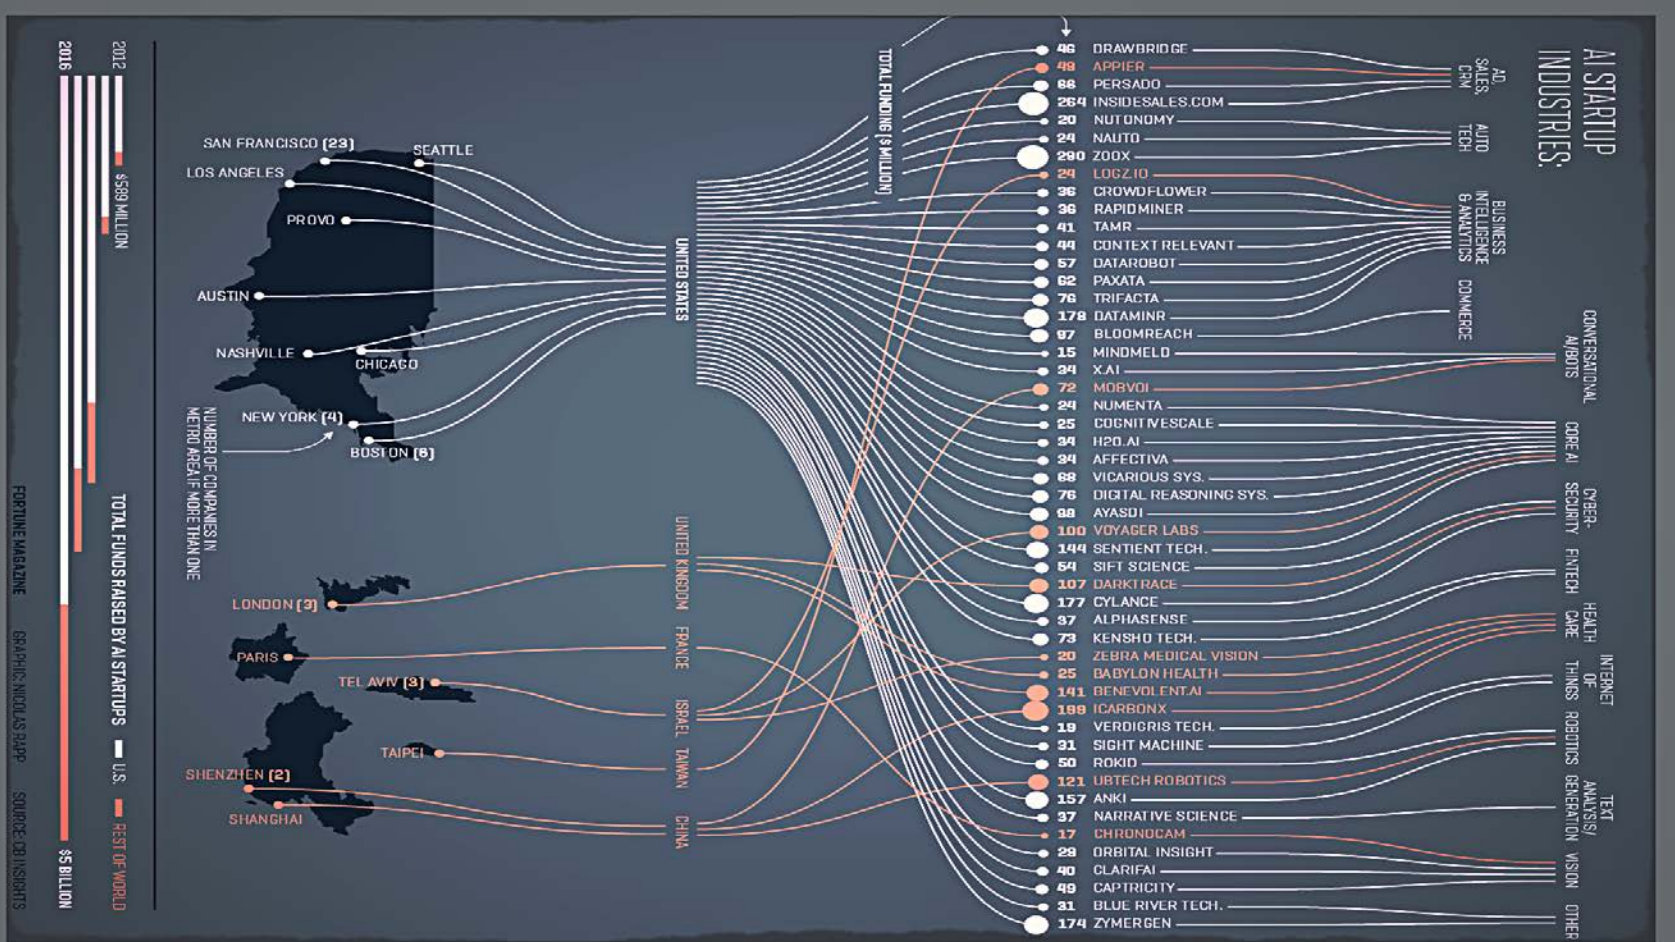 AI STARTUP
INDUSTRIES:
AD,
SALES,
CRM
AUTO
TECH
BUSINESS
INTELLIGENCE
& ANALYTICS
COMMERCE
CONVERSATIONAL
AI/BOTS
CORE AI
CYBER-
SECURITY
FINTECH
HEALTH
CARE
INTERNET
OF
THINGS
ROBOTICS
TEXT
ANALYSIS/
GENERATION
VISION
OTHER
TOTAL FUNDING ($ MILLION)
46 DRAWBRIDGE
49 APPIER
66 PERSADO
264 INSIDESALES.COM
20 NUTONOMY
24 NAUTO
290 ZOOX
24 LOGZ.IO
36 CROWDFLOWER
36 RAPIDMINER
41 TAMR
44 CONTEXT RELEVANT
57 DATAROBOT
62 PAXATA
76 TRIFACTA
178 DATAMINR
97 BLOOMREACH
15 MINDMELD
34 X.AI
72 MOBVOI
24 NUMENTA
25 COGNITIVESCALE
34 H2O.AI
34 AFFECTIVA
68 VICARIOUS SYS.
76 DIGITAL REASONING SYS.
98 AYASDI
100 VOYAGER LABS
144 SENTIENT TECH.
54 SIFT SCIENCE
107 DARKTRACE
177 CYLANCE
37 ALPHASENSE
73 KENSHO TECH.
20 ZEBRA MEDICAL VISION
25 BABYLON HEALTH
141 BENEVOLENT.AI
199 ICARBONX
19 VERDIGRIS TECH.
31 SIGHT MACHINE
50 ROKID
121 UBTECH ROBOTICS
157 ANKI
37 NARRATIVE SCIENCE
17 CHRONOCAM
29 ORBITAL INSIGHT
40 CLARIFAI
49 CAPTRICITY
31 BLUE RIVER TECH.
174 ZYMERGEN
UNITED STATES
UNITED KINGDOM
FRANCE
ISRAEL
TAIWAN
CHINA
SAN FRANCISCO (23)
SEATTLE
LOS ANGELES
PROVO
AUSTIN
NASHVILLE
CHICAGO
NEW YORK (4)
BOSTON (6)
NUMBER OF COMPANIES IN
METRO AREA IF MORE THAN ONE
LONDON (3)
PARIS
TEL AVIV (3)
TAIPEI
SHENZHEN (2)
SHANGHAI
TOTAL FUNDS RAISED BY AI STARTUPS U.S. REST OF WORLD
2012 $589 MILLION
2016 $5 BILLION
FORTUNE MAGAZINE GRAPHIC: NICOLAS RAPP SOURCE: CB INSIGHTS